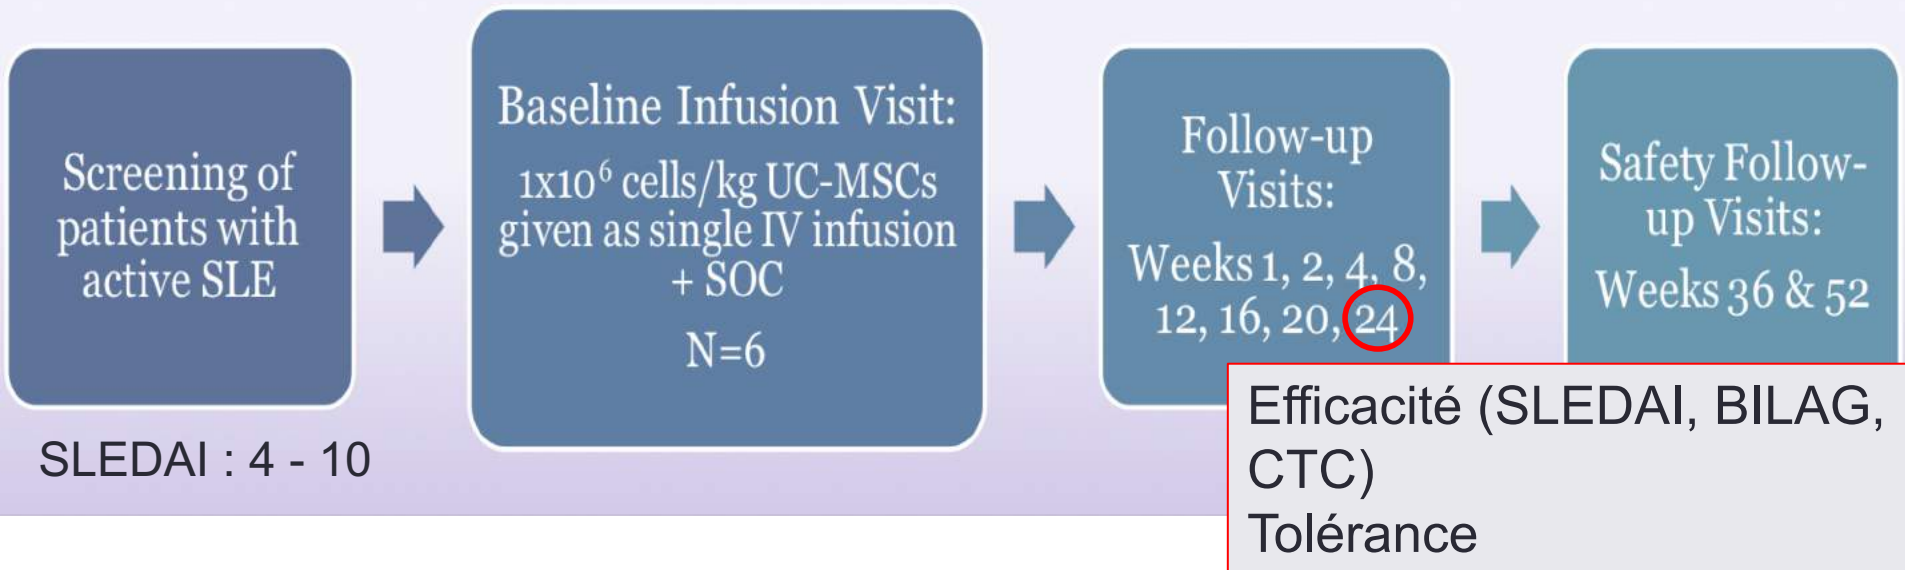 Screening of
patients with
active SLE
SLEDAI : 4 - 10
Baseline Infusion Visit:
1x10⁶ cells/kg UC-MSCs
given as single IV infusion
+ SOC
N=6
Follow-up
Visits:
Weeks 1, 2, 4, 8,
12, 16, 20, 24
Safety Follow-
up Visits:
Weeks 36 & 52
Efficacité (SLEDAI, BILAG,
CTC)
Tolérance